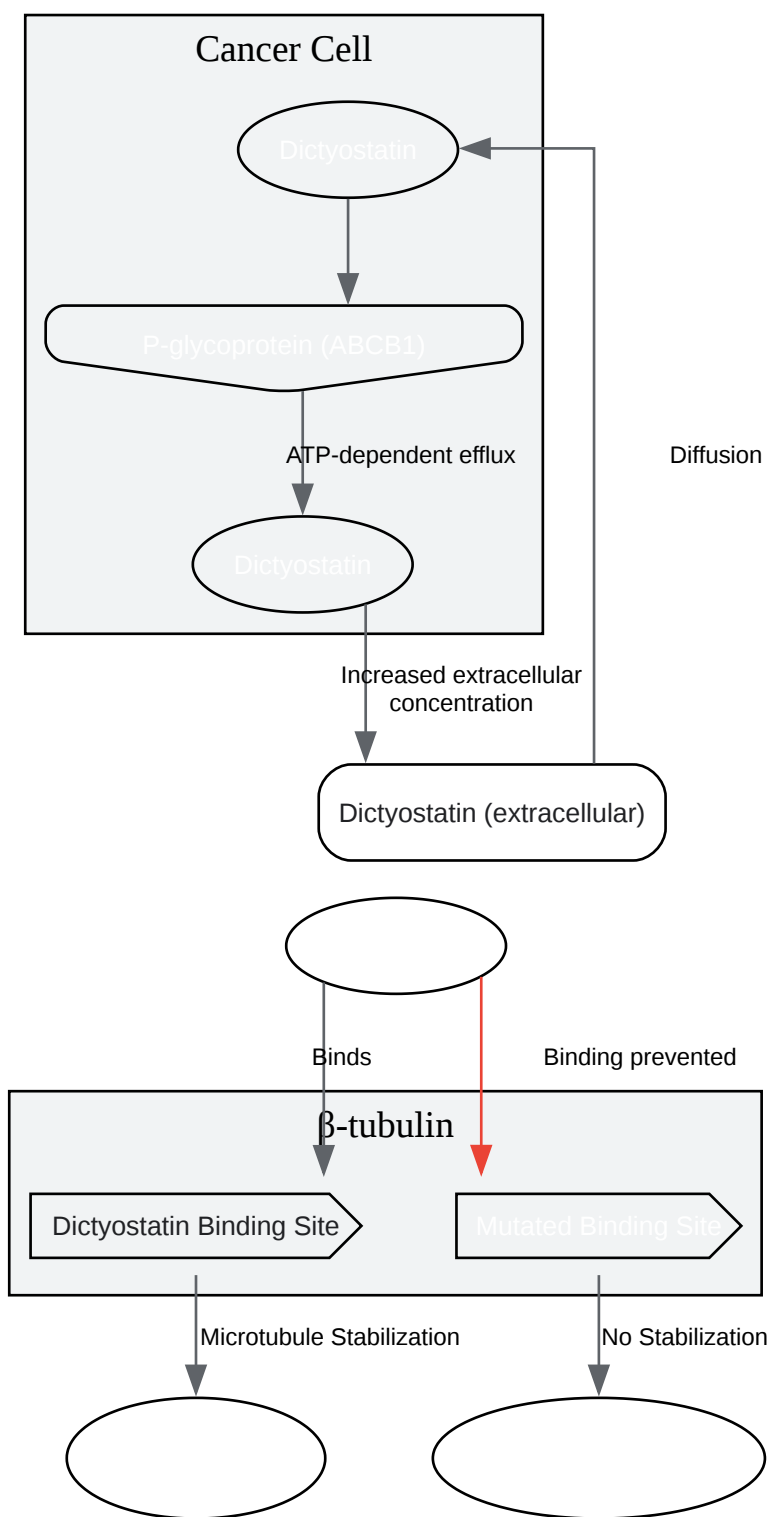 Cancer Cell
Dictyostatin
P-glycoprotein (ABCB1)
ATP-dependent efflux
Diffusion
Dictyostatin
Increased extracellular
concentration
Dictyostatin (extracellular)
Binds
Binding prevented
β-tubulin
Dictyostatin Binding Site
Mutated Binding Site
Microtubule Stabilization
No Stabilization